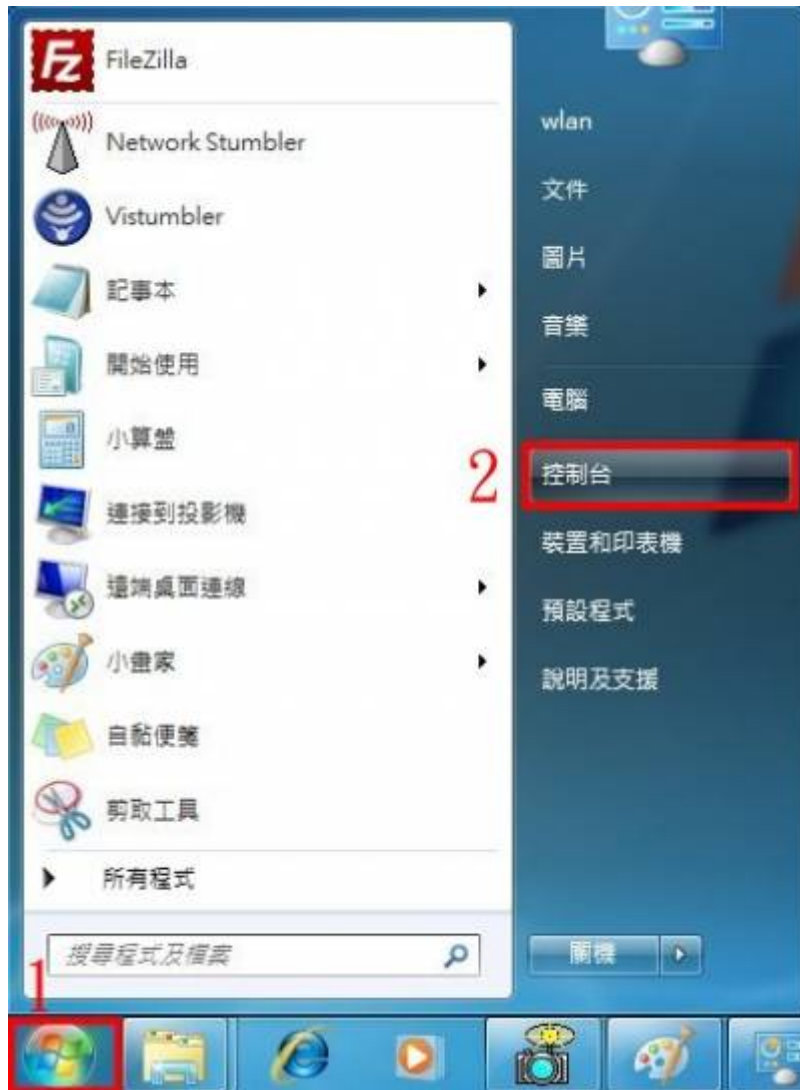 FileZilla
Network Stumbler
Vistumbler
記事本
開始使用
小算盤
連接到投影機
遠端桌面連線
小畫家
自黏便箋
剪取工具
所有程式
搜尋程式及檔案
1
wlan
文件
圖片
音樂
電腦
2
控制台
裝置和印表機
預設程式
說明及支援
關機